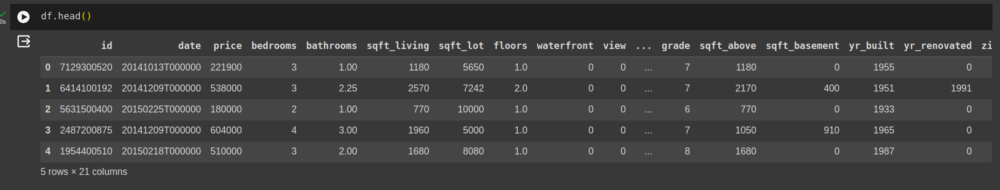 df.head()
0s
id date price bedrooms bathrooms sqft_living sqft_lot floors waterfront view ... grade sqft_above sqft_basement yr_built yr_renovated zi
0 7129300520 20141013T000000 221900 3 1.00 1180 5650 1.0 0 0 ... 7 1180 0 1955 0
1 6414100192 20141209T000000 538000 3 2.25 2570 7242 2.0 0 0 ... 7 2170 400 1951 1991
2 5631500400 20150225T000000 180000 2 1.00 770 10000 1.0 0 0 ... 6 770 0 1933 0
3 2487200875 20141209T000000 604000 4 3.00 1960 5000 1.0 0 0 ... 7 1050 910 1965 0
4 1954400510 20150218T000000 510000 3 2.00 1680 8080 1.0 0 0 ... 8 1680 0 1987 0
5 rows × 21 columns